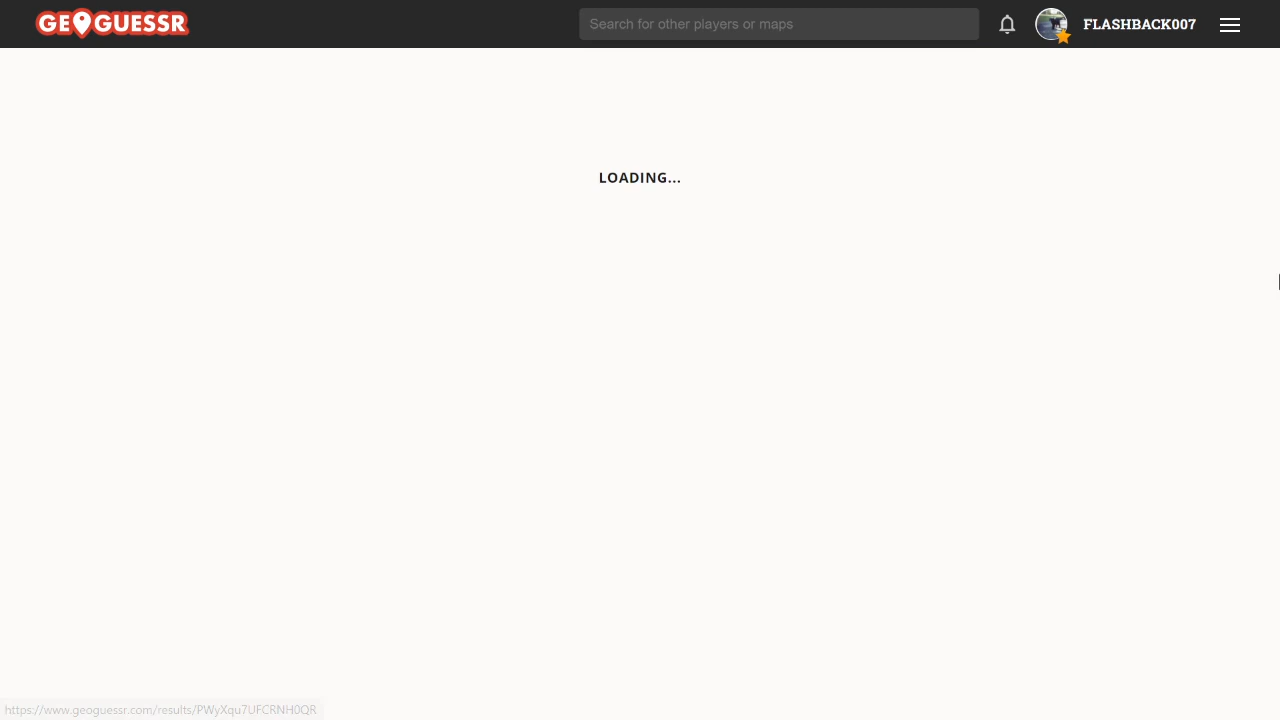 GEOGUESSR
Search for other players or maps
FLASHBACK007
LOADING...
https://www.geoguessr.com/results/PWyXqu7UFCRNH0QR